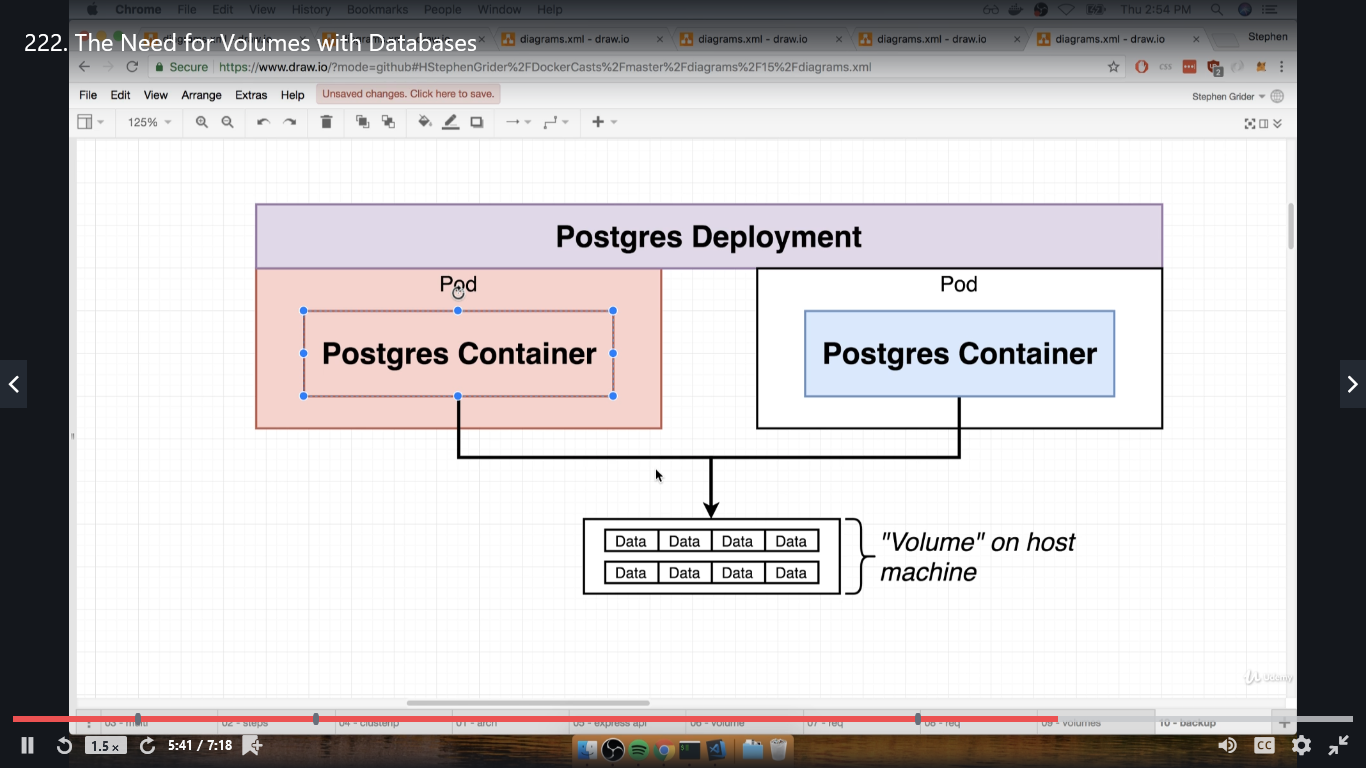 Chrome File Edit View History Bookmarks People Window Help Thu 2:54 PM
222. The Need for Volumes with Databases
diagrams.xml - draw.io diagrams.xml - draw.io diagrams.xml - draw.io diagrams.xml - draw.io Stephen
Secure https://www.draw.io/?mode=github#HStephenGrider%2FDockerCasts%2Fmaster%2Fdiagrams%2F15%2Fdiagrams.xml
CSS 2
File Edit View Arrange Extras Help Unsaved changes. Click here to save. Stephen Grider
125%
Postgres Deployment
Pod
Postgres Container
Pod
Postgres Container
Data Data Data Data
Data Data Data Data
"Volume" on host
machine
Udemy
02 - steps 04 - clusterip 01 - arch 05 - express api 06 - volume 07 - req 08 - req 09 - volumes 10 - backup
1.5 x 5:41 / 7:18 CC